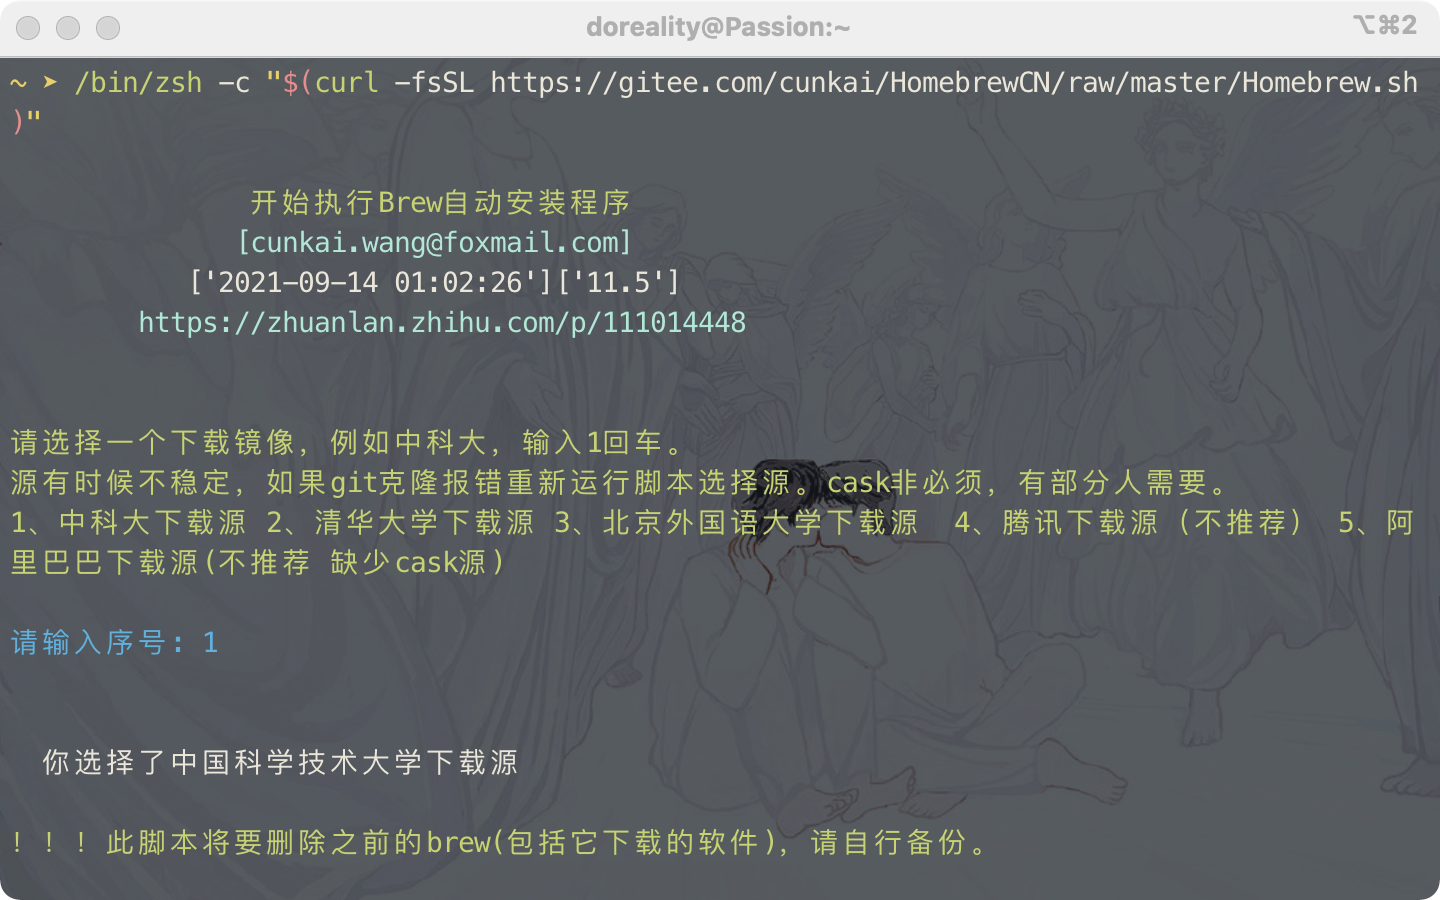 doreality@Passion:~
⌥⌘2
~ ➤ /bin/zsh -c "$(curl -fsSL https://gitee.com/cunkai/HomebrewCN/raw/master/Homebrew.sh
)"
开始执行Brew自动安装程序
[cunkai.wang@foxmail.com]
['2021-09-14 01:02:26']['11.5']
https://zhuanlan.zhihu.com/p/111014448
请选择一个下载镜像，例如中科大，输入1回车。
源有时候不稳定，如果git克隆报错重新运行脚本选择源。cask非必须，有部分人需要。
1、中科大下载源 2、清华大学下载源 3、北京外国语大学下载源  4、腾讯下载源（不推荐） 5、阿
里巴巴下载源(不推荐 缺少cask源)
请输入序号: 1
你选择了中国科学技术大学下载源
！！！此脚本将要删除之前的brew(包括它下载的软件)，请自行备份。